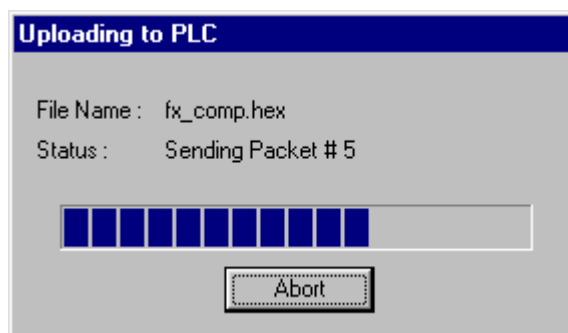 Uploading to PLC
File Name : fx_comp.hex
Status : Sending Packet # 5
Abort